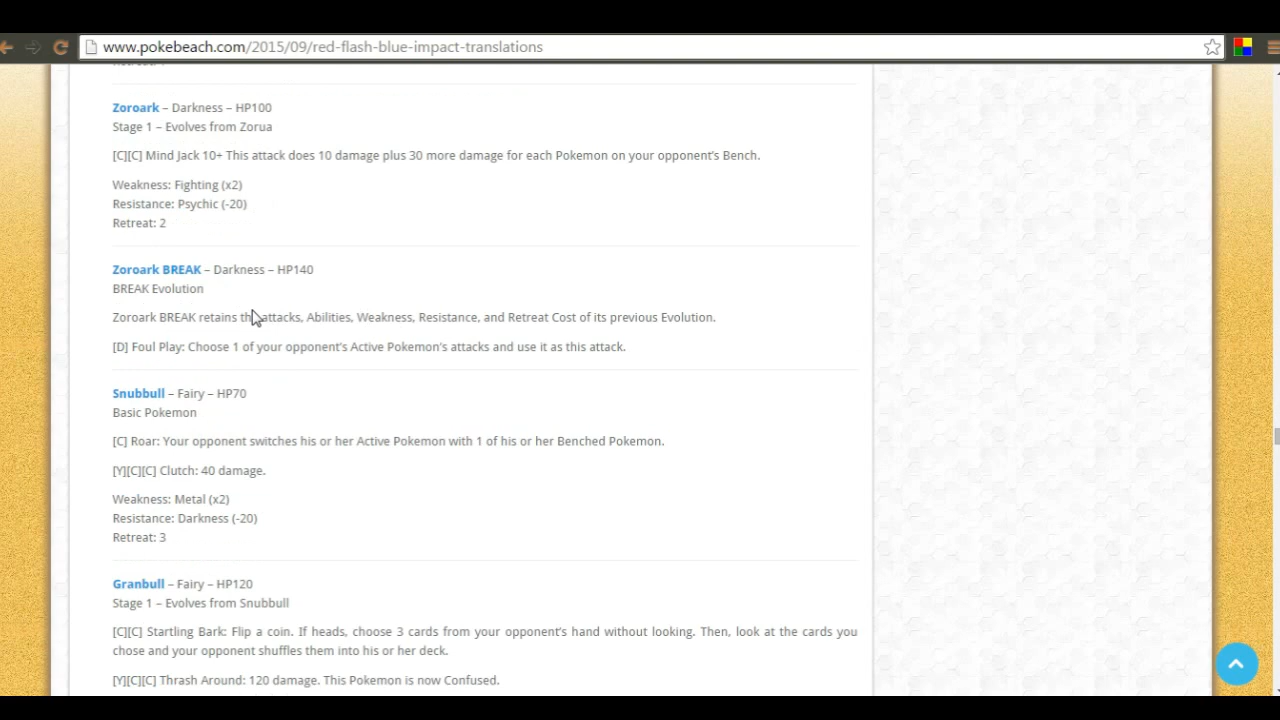 www.pokebeach.com/2015/09/red-flash-blue-impact-translations
Zoroark – Darkness – HP100
Stage 1 – Evolves from Zorua
[C][C] Mind Jack 10+ This attack does 10 damage plus 30 more damage for each Pokemon on your opponent's Bench.
Weakness: Fighting (x2)
Resistance: Psychic (-20)
Retreat: 2
Zoroark BREAK – Darkness – HP140
BREAK Evolution
Zoroark BREAK retains the attacks, Abilities, Weakness, Resistance, and Retreat Cost of its previous Evolution.
[D] Foul Play: Choose 1 of your opponent's Active Pokemon's attacks and use it as this attack.
Snubbull – Fairy – HP70
Basic Pokemon
[C] Roar: Your opponent switches his or her Active Pokemon with 1 of his or her Benched Pokemon.
[Y][C][C] Clutch: 40 damage.
Weakness: Metal (x2)
Resistance: Darkness (-20)
Retreat: 3
Granbull – Fairy – HP120
Stage 1 – Evolves from Snubbull
[C][C] Startling Bark: Flip a coin. If heads, choose 3 cards from your opponent's hand without looking. Then, look at the cards you
chose and your opponent shuffles them into his or her deck.
[Y][C][C] Thrash Around: 120 damage. This Pokemon is now Confused.